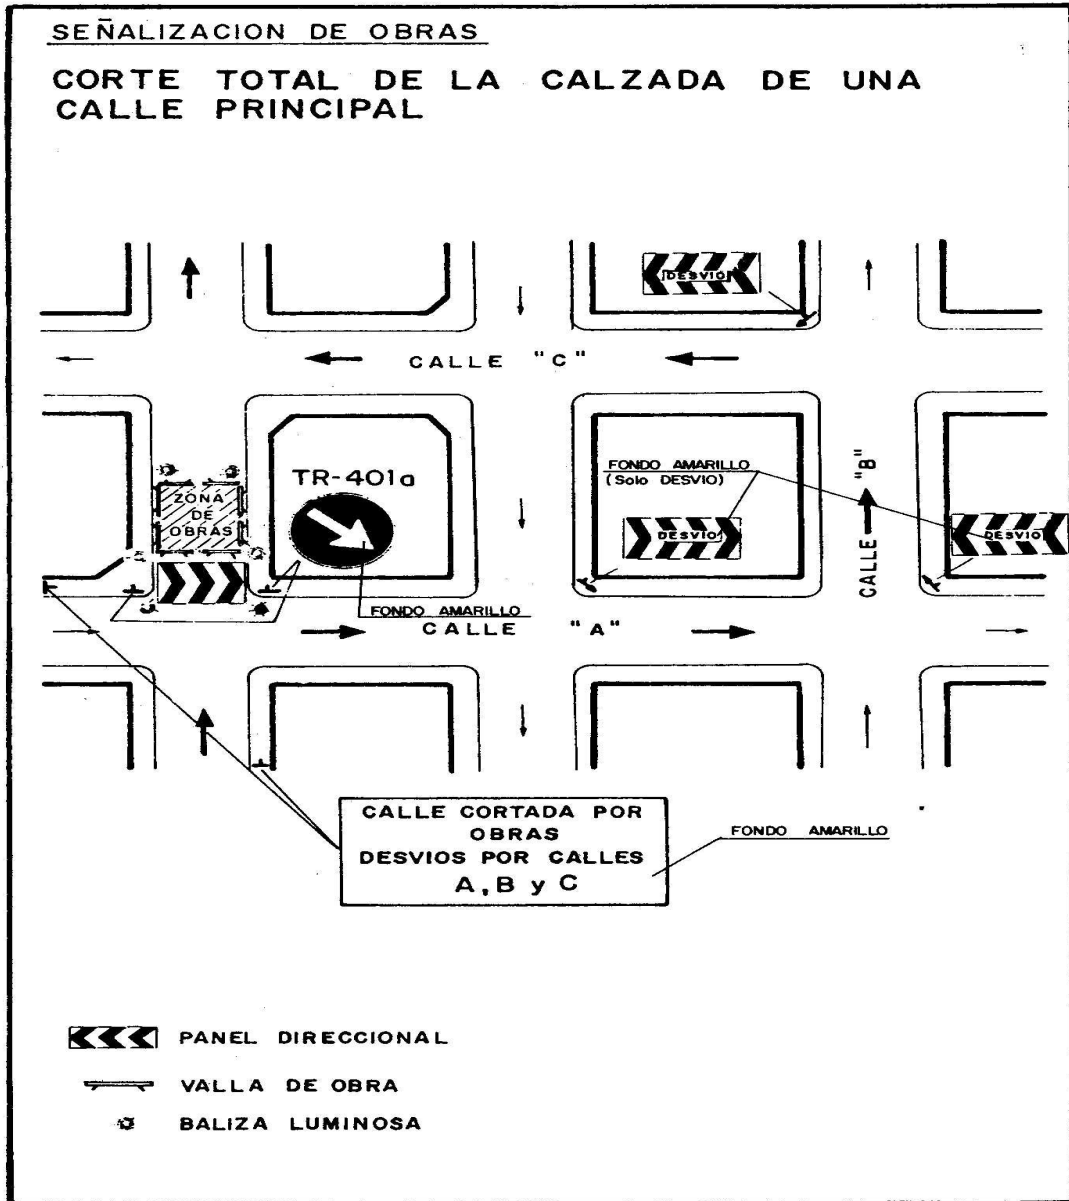 SEÑALIZACION DE OBRAS
CORTE TOTAL DE LA CALZADA DE UNA
CALLE PRINCIPAL
DESVIO
CALLE "C"
TR-401a
FONDO AMARILLO
(Solo DESVIO)
CALLE "B"
ZONA
DE
OBRAS
DESVIO
DESVIO
FONDO AMARILLO
CALLE "A"
CALLE CORTADA POR
OBRAS
DESVIOS POR CALLES
A, B y C
FONDO AMARILLO
PANEL DIRECCIONAL
VALLA DE OBRA
BALIZA LUMINOSA